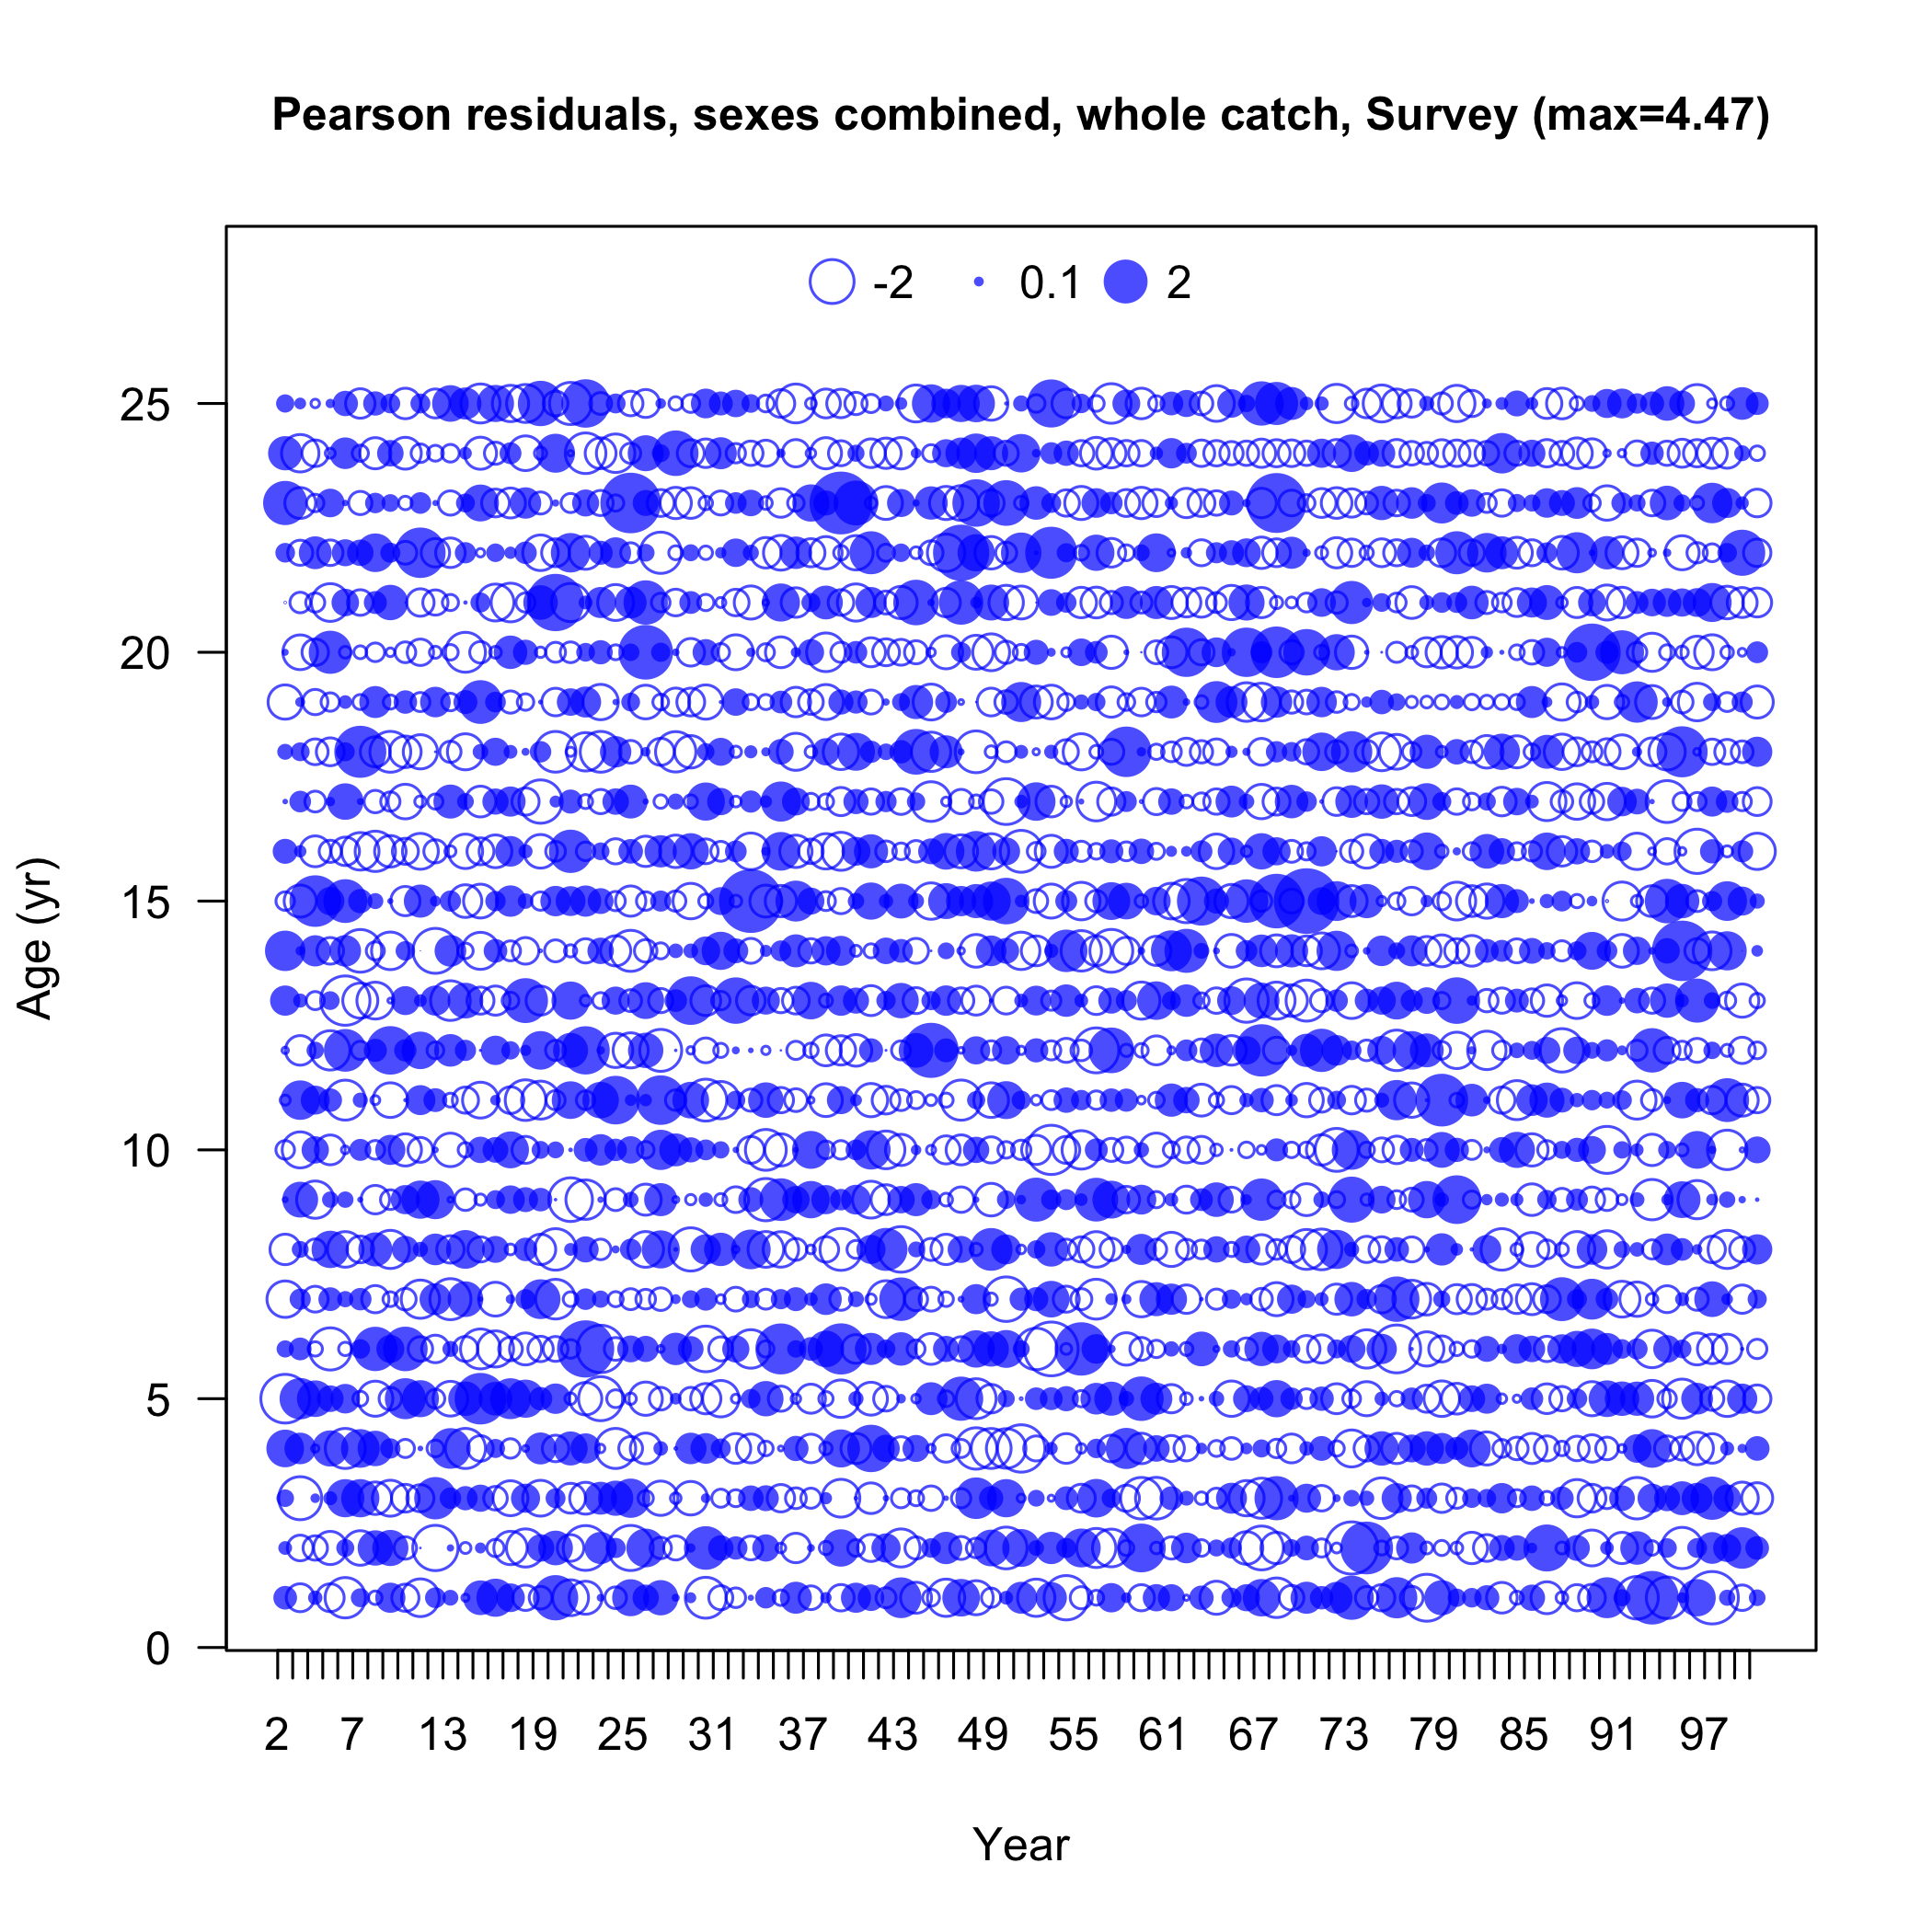 Pearson residuals, sexes combined, whole catch, Survey (max=4.47)
-2 0.1 2
25
20
15
10
5
0
Age (yr)
2 7 13 19 25 31 37 43 49 55 61 67 73 79 85 91 97
Year